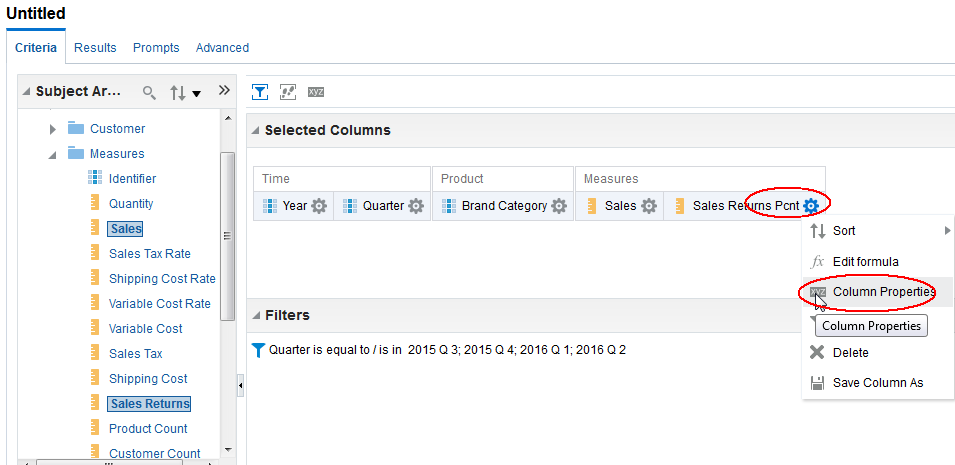 Untitled
Criteria Results Prompts Advanced
Subject Ar...
Customer
Measures
Identifier
Quantity
Sales
Sales Tax Rate
Shipping Cost Rate
Variable Cost Rate
Variable Cost
Sales Tax
Shipping Cost
Sales Returns
Product Count
Customer Count
xyz
Selected Columns
Time Product Measures
Year Quarter Brand Category Sales Sales Returns Pcnt
Sort
fx Edit formula
xyz Column Properties
Column Properties
Delete
Save Column As
Filters
Quarter is equal to / is in 2015 Q 3; 2015 Q 4; 2016 Q 1; 2016 Q 2